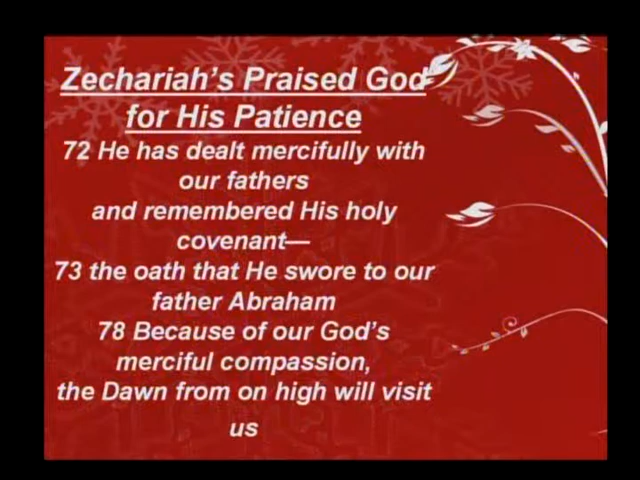 Zechariah's Praised God
for His Patience
72 He has dealt mercifully with
our fathers
and remembered His holy
covenant—
73 the oath that He swore to our
father Abraham
78 Because of our God's
merciful compassion,
the Dawn from on high will visit
us